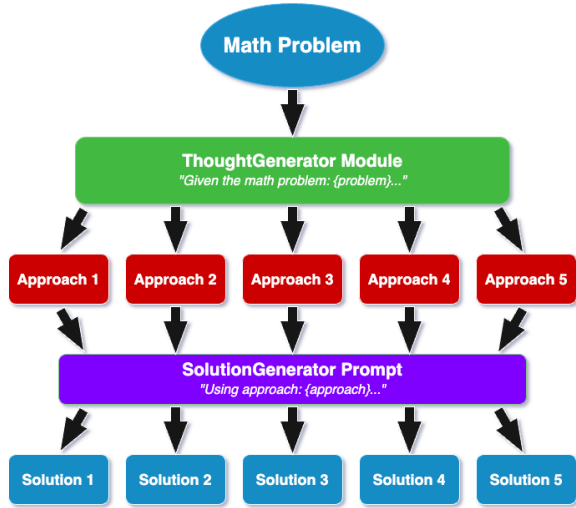 Math Problem
ThoughtGenerator Module
"Given the math problem: {problem}..."
Approach 1
Approach 2
Approach 3
Approach 4
Approach 5
SolutionGenerator Prompt
"Using approach: {approach}..."
Solution 1
Solution 2
Solution 3
Solution 4
Solution 5